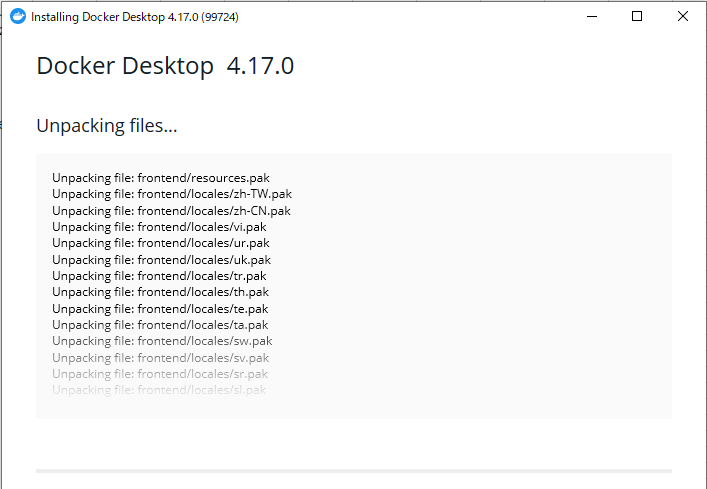 Installing Docker Desktop 4.17.0 (99724)
Docker Desktop 4.17.0
Unpacking files...
Unpacking file: frontend/resources.pak
Unpacking file: frontend/locales/zh-TW.pak
Unpacking file: frontend/locales/zh-CN.pak
Unpacking file: frontend/locales/vi.pak
Unpacking file: frontend/locales/ur.pak
Unpacking file: frontend/locales/uk.pak
Unpacking file: frontend/locales/tr.pak
Unpacking file: frontend/locales/th.pak
Unpacking file: frontend/locales/te.pak
Unpacking file: frontend/locales/ta.pak
Unpacking file: frontend/locales/sw.pak
Unpacking file: frontend/locales/sv.pak
Unpacking file: frontend/locales/sr.pak
Unpacking file: frontend/locales/sl.pak